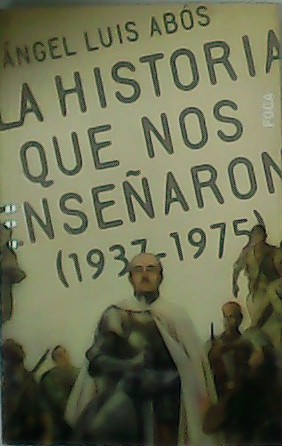 ÁNGEL LUIS ABÓS
LA HISTORIA
QUE NOS
ENSEÑARON
(1937-1975)
FOCA